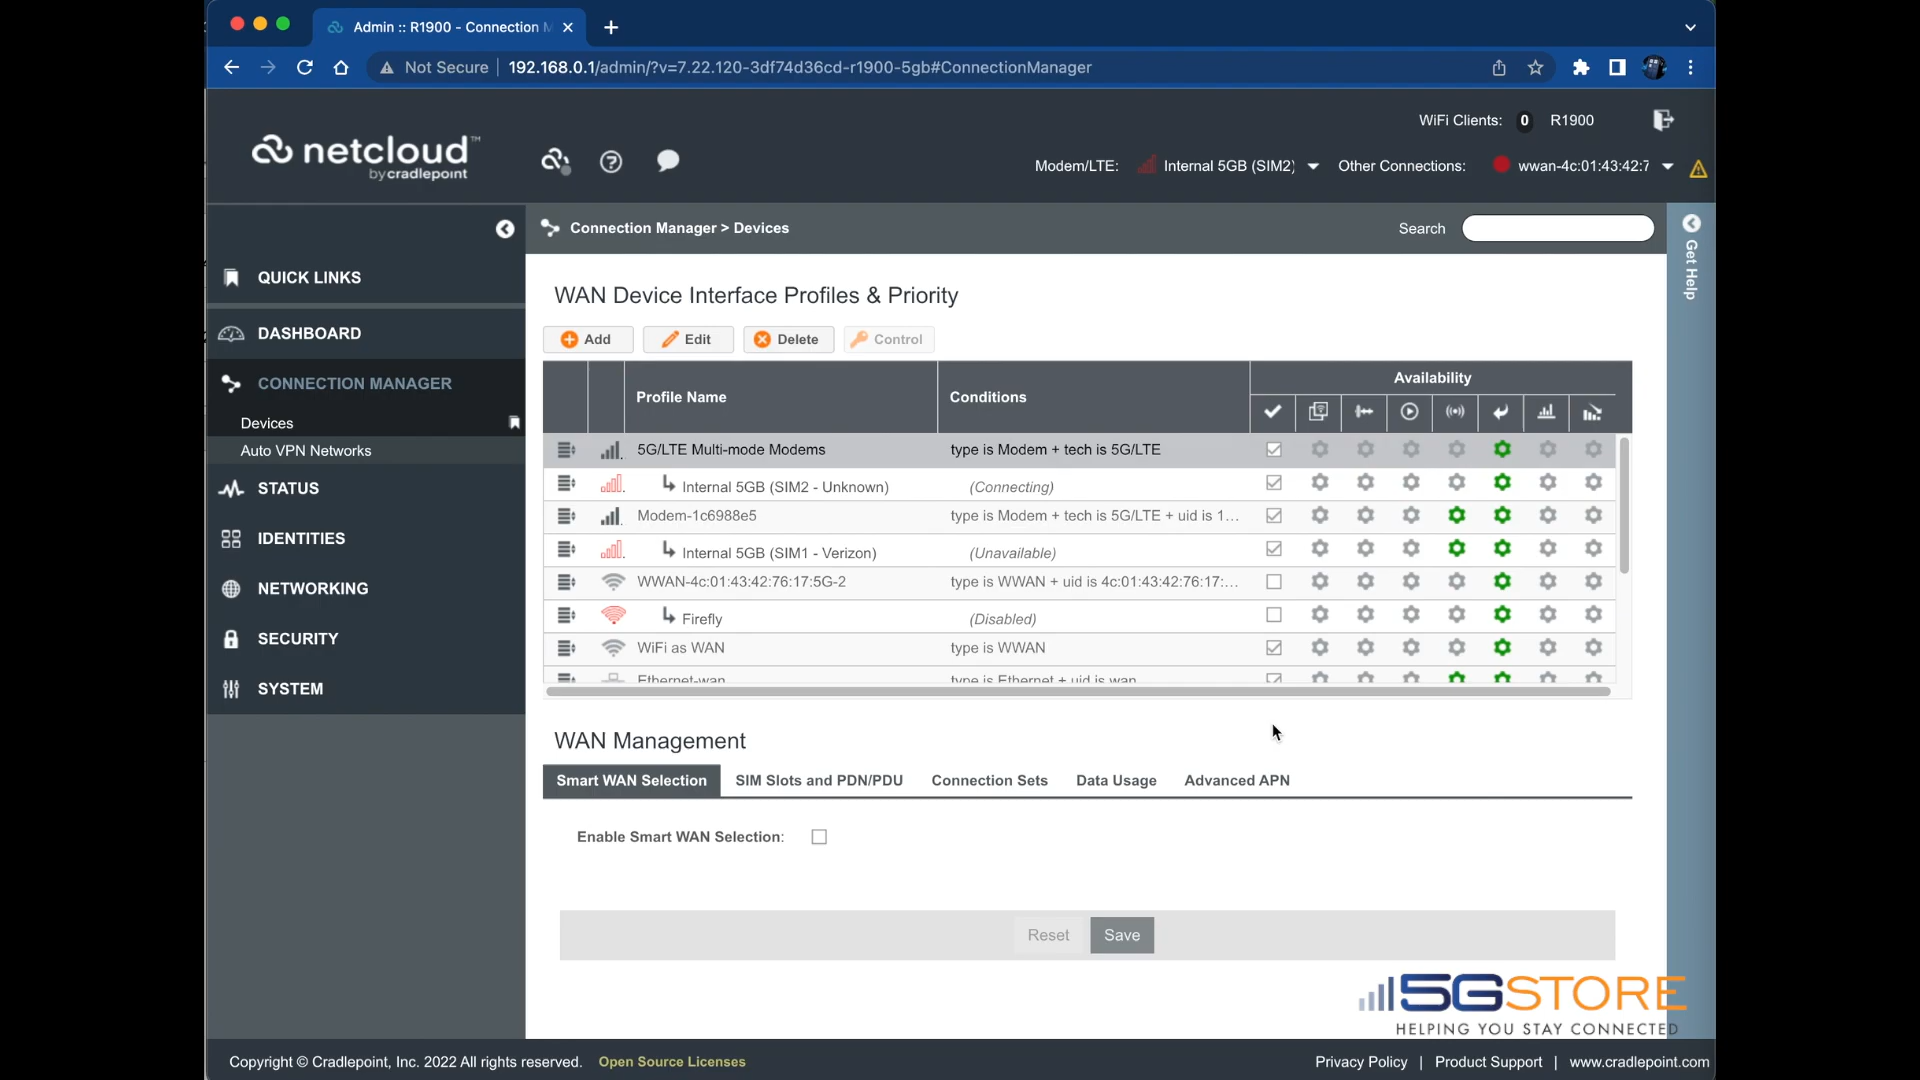 Admin :: R1900 - Connection M
Not Secure | 192.168.0.1/admin/?v=7.22.120-3df74d36cd-r1900-5gb#ConnectionManager
WiFi Clients: 0 R1900
netcloud™
by cradlepoint
Modem/LTE: Internal 5GB (SIM2) Other Connections: wwan-4c:01:43:42:7
Connection Manager > Devices
Search
Get Help
QUICK LINKS
DASHBOARD
CONNECTION MANAGER
Devices
Auto VPN Networks
STATUS
IDENTITIES
NETWORKING
SECURITY
SYSTEM
WAN Device Interface Profiles & Priority
Add Edit Delete Control
Availability
Profile Name Conditions
5G/LTE Multi-mode Modems type is Modem + tech is 5G/LTE
Internal 5GB (SIM2 - Unknown) (Connecting)
Modem-1c6988e5 type is Modem + tech is 5G/LTE + uid is 1...
Internal 5GB (SIM1 - Verizon) (Unavailable)
WWAN-4c:01:43:42:76:17:5G-2 type is WWAN + uid is 4c:01:43:42:76:17:...
Firefly (Disabled)
WiFi as WAN type is WWAN
Ethernet-wan type is Ethernet + uid is wan
WAN Management
Smart WAN Selection SIM Slots and PDN/PDU Connection Sets Data Usage Advanced APN
Enable Smart WAN Selection:
Reset Save
5GSTORE
HELPING YOU STAY CONNECTED
Copyright © Cradlepoint, Inc. 2022 All rights reserved. Open Source Licenses
Privacy Policy | Product Support | www.cradlepoint.com